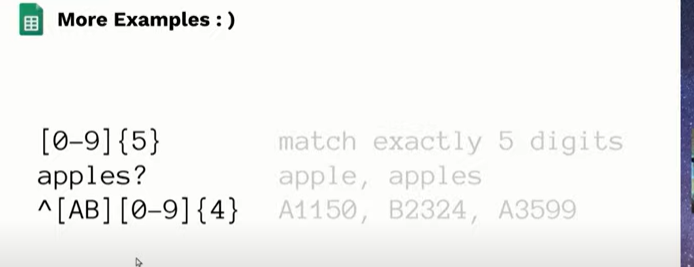 More Examples : )
[0-9]{5} match exactly 5 digits
apples? apple, apples
^[AB][0-9]{4} A1150, B2324, A3599